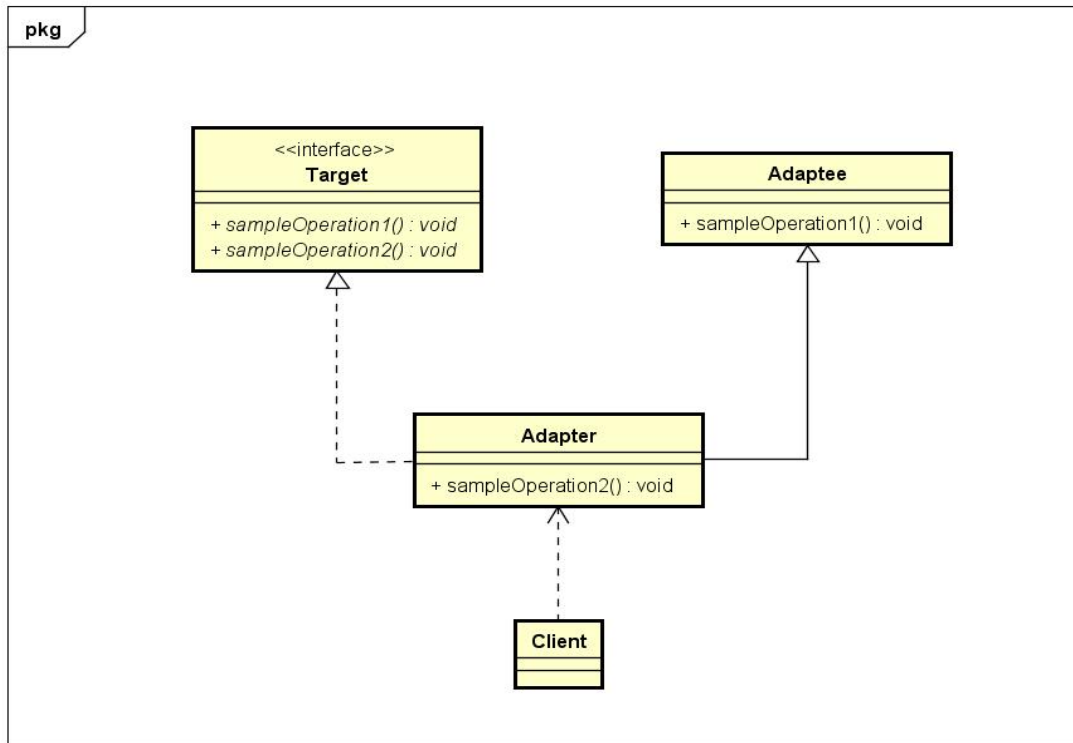 pkg
<<interface>>
Target
+ sampleOperation1() : void
+ sampleOperation2() : void
Adaptee
+ sampleOperation1() : void
Adapter
+ sampleOperation2() : void
Client